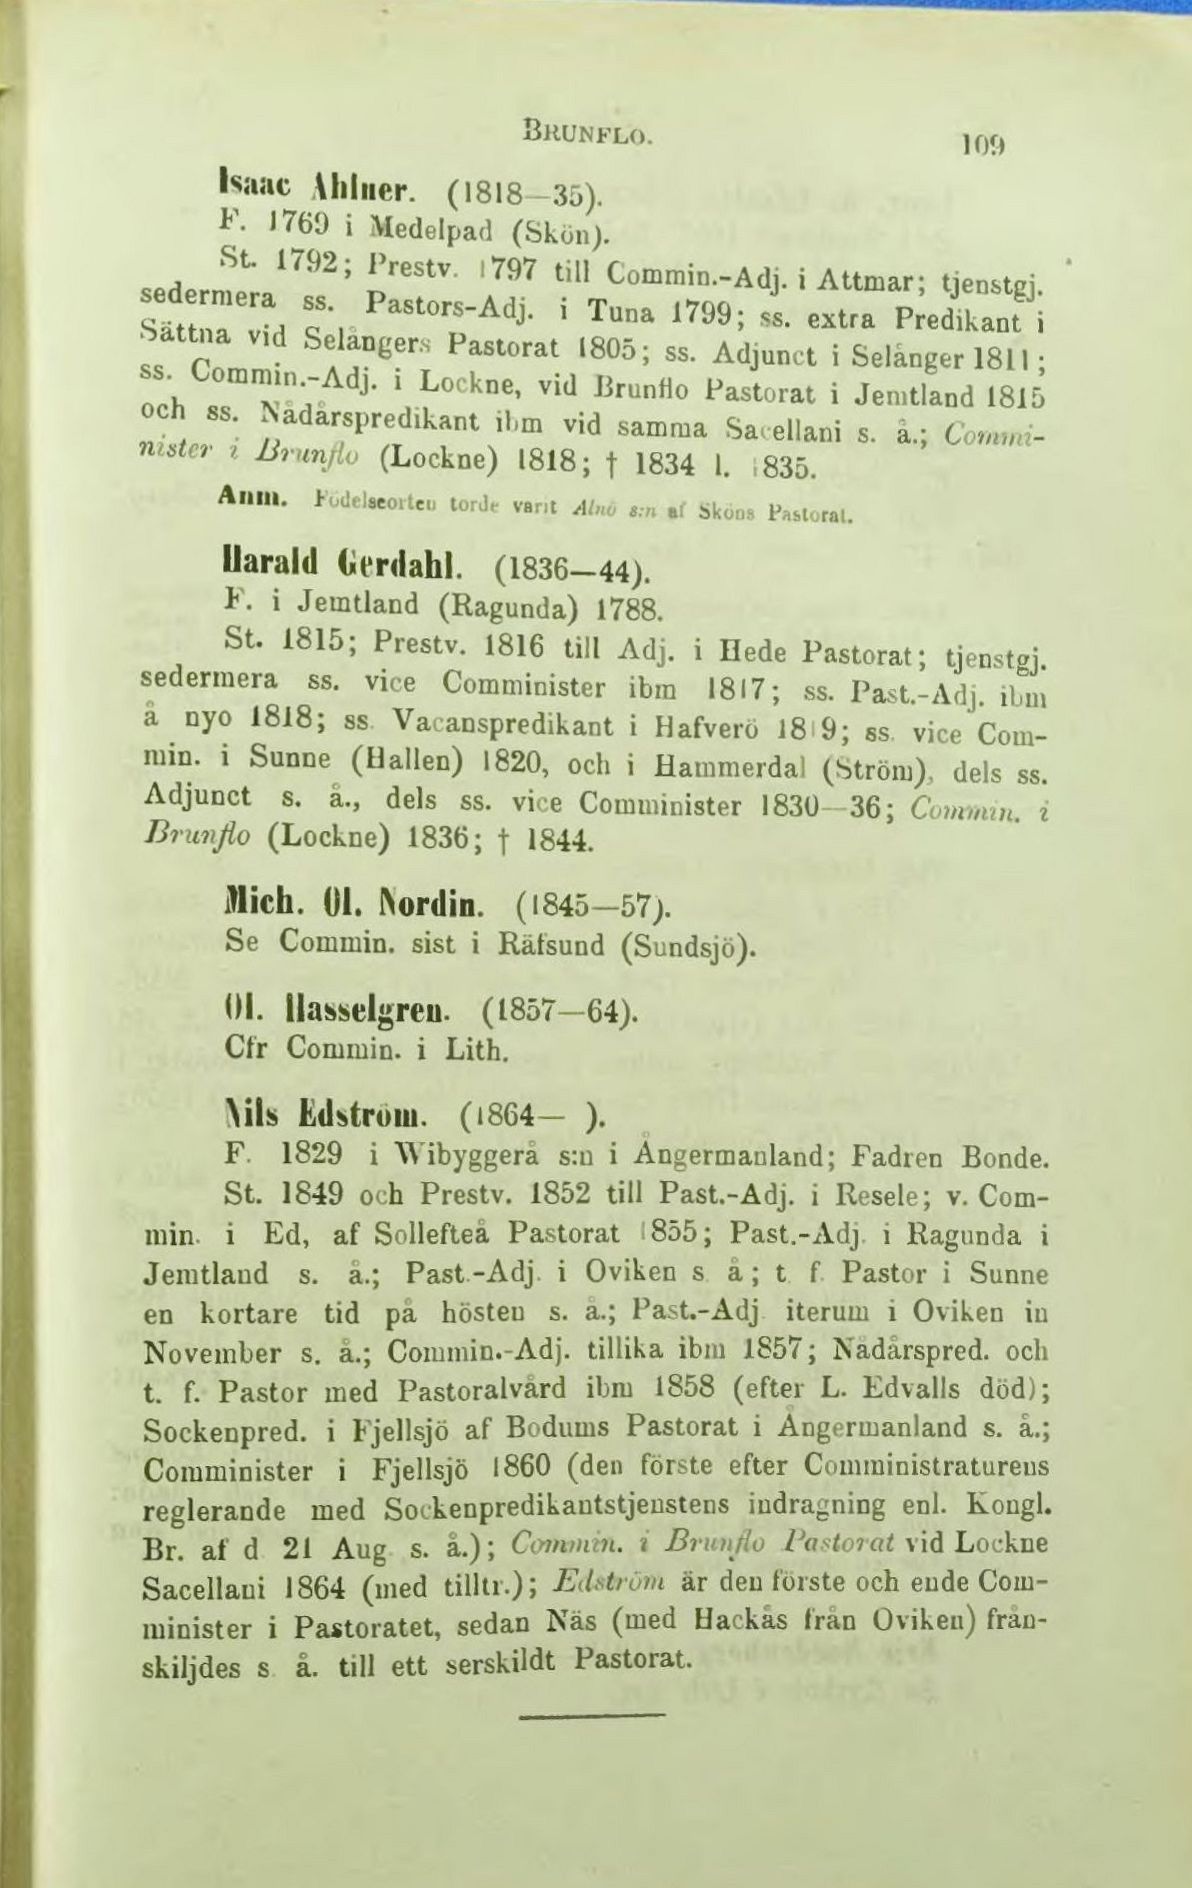 BRUNFLO.
109
Isaac Ahlner. (1818–35).
F. 1769 i Medelpad (Skön).
St. 1792; Prestv. 1797 till Commin.-Adj. i Attmar; tjenstgj.
sedermera ss. Pastors-Adj. i Tuna 1799; ss. extra Predikant i
Sättna vid Selångers Pastorat 1805; ss. Adjunct i Selånger 1811;
ss. Commin.-Adj. i Lockne, vid Brunflo Pastorat i Jemtland 1815
och ss. Nådårspredikant ibm vid samma Sacellani s. å.; Commi-
nister i Brunflo (Lockne) 1818; † 1834 l. 1835.
Anm. Födelseorten torde varit Alnö s:n af Sköns Pastorat.
Harald Gerdahl. (1836–44).
F. i Jemtland (Ragunda) 1788.
St. 1815; Prestv. 1816 till Adj. i Hede Pastorat; tjenstgj.
sedermera ss. vice Comminister ibm 1817; ss. Past.-Adj. ibm
å nyo 1818; ss. Vacanspredikant i Hafverö 1819; ss. vice Com-
min. i Sunne (Hallen) 1820, och i Hammerdal (Ström), dels ss.
Adjunct s. å., dels ss. vice Comminister 1830–36; Commin. i
Brunflo (Lockne) 1836; † 1844.
Mich. Ol. Nordin. (1845–57).
Se Commin. sist i Räfsund (Sundsjö).
Ol. Hasselgren. (1857–64).
Cfr Commin. i Lith.
Nils Edström. (1864– ).
F. 1829 i Wibyggerå s:n i Ångermanland; Fadren Bonde.
St. 1849 och Prestv. 1852 till Past.-Adj. i Resele; v. Com-
min. i Ed, af Sollefteå Pastorat 1855; Past.-Adj. i Ragunda i
Jemtland s. å.; Past.-Adj. i Oviken s. å; t. f. Pastor i Sunne
en kortare tid på hösten s. å.; Past.-Adj. iterum i Oviken in
November s. å.; Commin.-Adj. tillika ibm 1857; Nådårspred. och
t. f. Pastor med Pastoralvård ibm 1858 (efter L. Edvalls död);
Sockenpred. i Fjellsjö af Bodums Pastorat i Ångermanland s. å.;
Comminister i Fjellsjö 1860 (den förste efter Comministraturens
reglerande med Sockenpredikantstjenstens indragning enl. Kongl.
Br. af d. 21 Aug. s. å.); Commin. i Brunflo Pastorat vid Lockne
Sacellani 1864 (med tilltr.); Edström är den förste och ende Com-
minister i Pastoratet, sedan Näs (med Hackås från Oviken) från-
skiljdes s. å. till ett serskildt Pastorat.